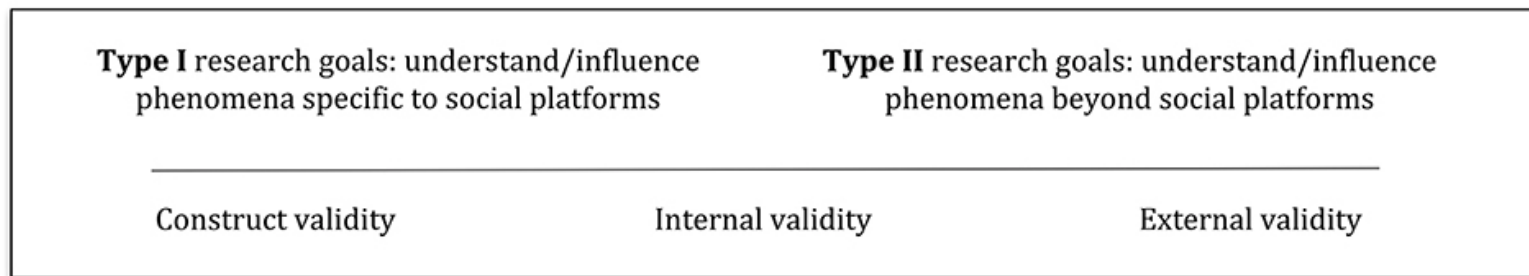 Type I research goals: understand/influence
phenomena specific to social platforms
Type II research goals: understand/influence
phenomena beyond social platforms
Construct validity
Internal validity
External validity